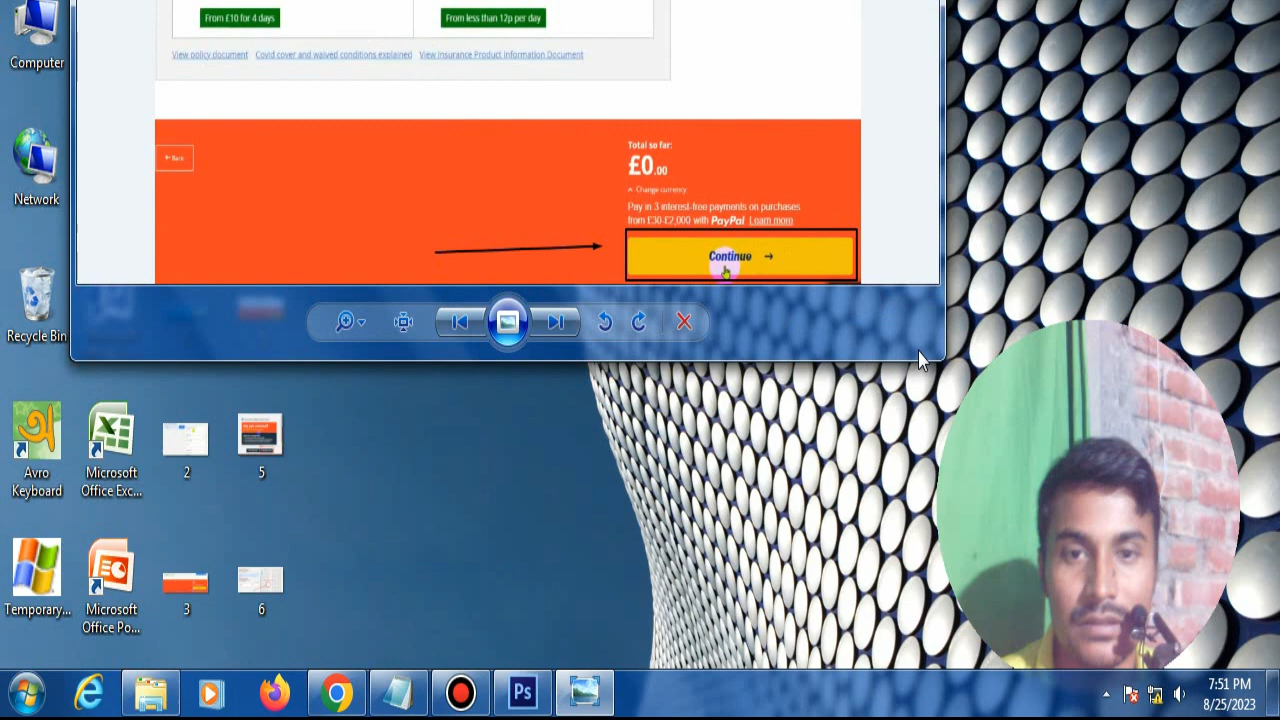 From £10 for 4 days
From less than 12p per day
View policy document Covid cover and waived conditions explained View Insurance Product Information Document
Back
Total so far:
£0.00
Change currency
Pay in 3 interest-free payments on purchases
from £30-£2,000 with PayPal Learn more
Continue
Computer
Network
Recycle Bin
অ
Avro
Keyboard
Microsoft
Office Exc...
2
5
Temporary...
Microsoft
Office Po...
3
6
Ps
7:51 PM
8/25/2023